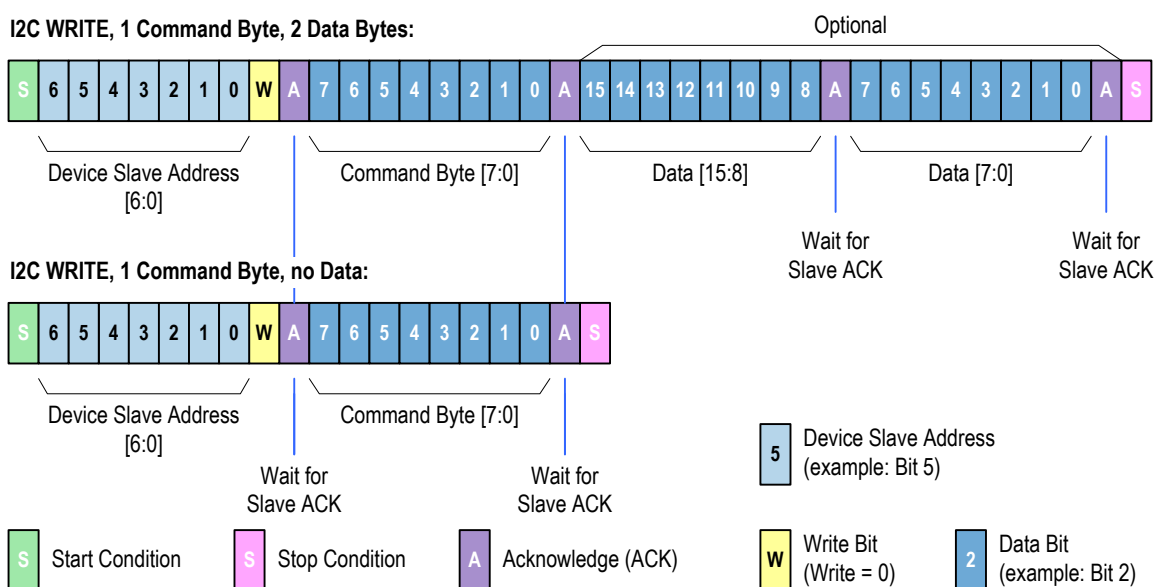 I2C WRITE, 1 Command Byte, 2 Data Bytes:
Optional
S 6 5 4 3 2 1 0 W A 7 6 5 4 3 2 1 0 A 15 14 13 12 11 10 9 8 A 7 6 5 4 3 2 1 0 A S
Device Slave Address
[6:0]
Command Byte [7:0]
Data [15:8]
Data [7:0]
Wait for
Slave ACK
Wait for
Slave ACK
I2C WRITE, 1 Command Byte, no Data:
S 6 5 4 3 2 1 0 W A 7 6 5 4 3 2 1 0 A S
Device Slave Address
[6:0]
Command Byte [7:0]
Wait for
Slave ACK
Wait for
Slave ACK
5 Device Slave Address
(example: Bit 5)
S Start Condition
S Stop Condition
A Acknowledge (ACK)
W Write Bit
(Write = 0)
2 Data Bit
(example: Bit 2)